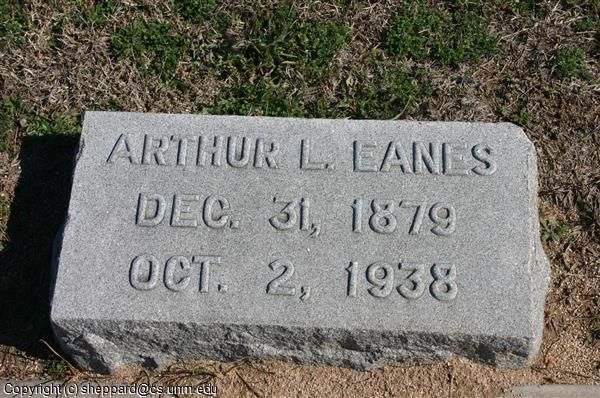 ARTHUR L. EANES
DEC. 31, 1879
OCT. 2, 1938
Copyright (c) sheppard@cs.unm.edu